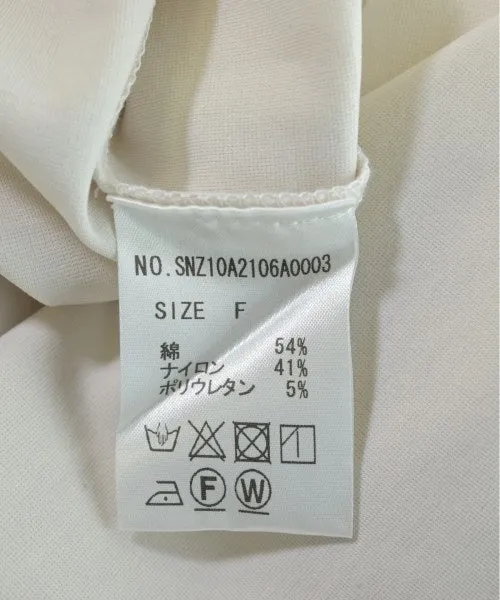 NO. SNZ10A2106A0003
SIZE F
綿 54%
ナイロン 41%
ポリウレタン 5%
F W